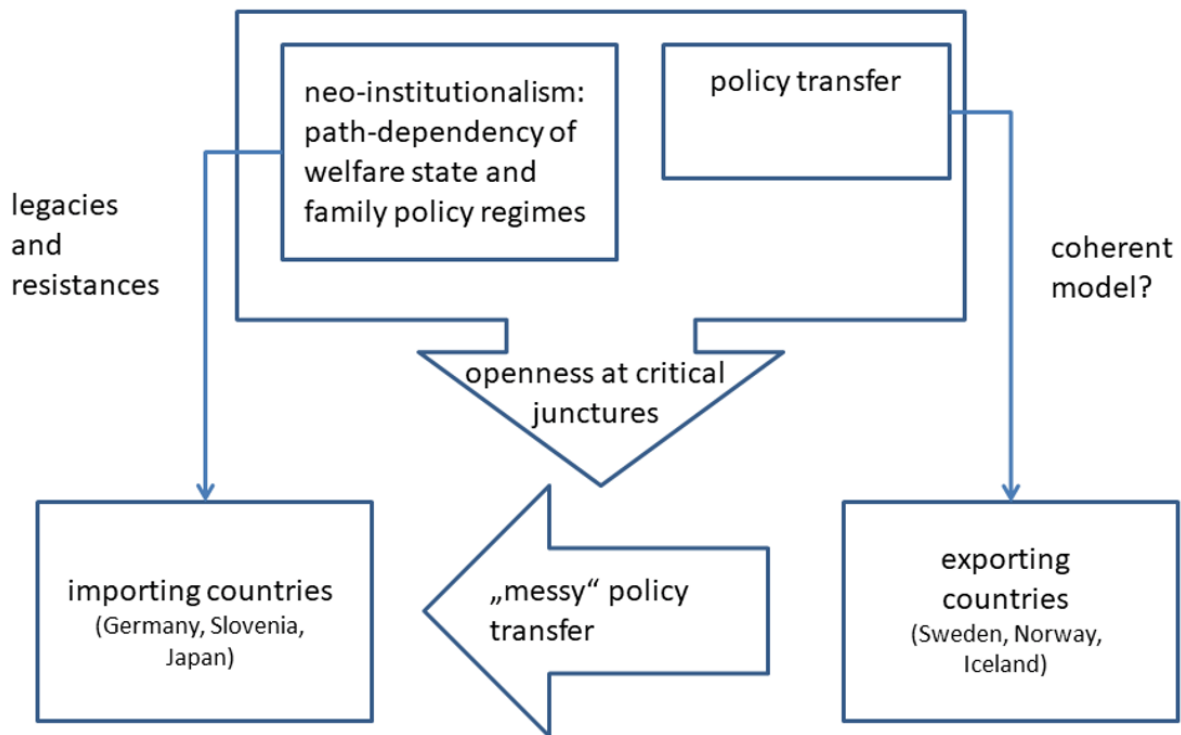 neo-institutionalism:
path-dependency of
welfare state and
family policy regimes
policy transfer
legacies
and
resistances
coherent
model?
openness at critical
junctures
importing countries
(Germany, Slovenia,
Japan)
„messy“ policy
transfer
exporting
countries
(Sweden, Norway,
Iceland)